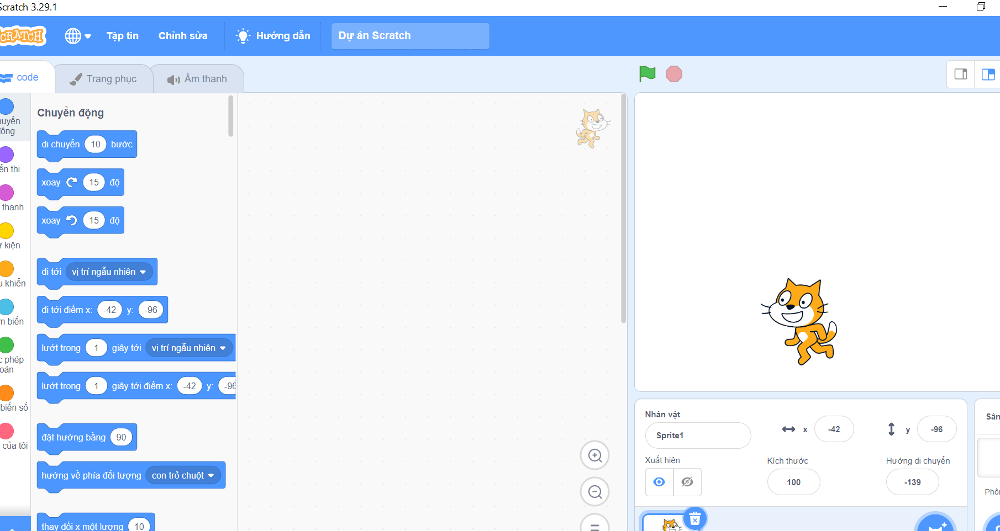 Scratch 3.29.1
SCRATCH
Tập tin
Chỉnh sửa
Hướng dẫn
Dự án Scratch
code
Trang phục
Âm thanh
Chuyển động
di chuyển 10 bước
xoay 15 độ
xoay 15 độ
đi tới vị trí ngẫu nhiên
đi tới điểm x: -42 y: -96
lướt trong 1 giây tới vị trí ngẫu nhiên
lướt trong 1 giây tới điểm x: -42 y: -96
đặt hướng bằng 90
hướng về phía đối tượng con trỏ chuột
thay đổi x một lượng 10
huyển
ộng
ển thị
thanh
ự kiện
u khiển
m biến
c phép
oán
biến số
của tôi
Nhân vật
Sprite1
x -42
y -96
Xuất hiện
Kích thước
100
Hướng di chuyển
-139
Sân
Phôn